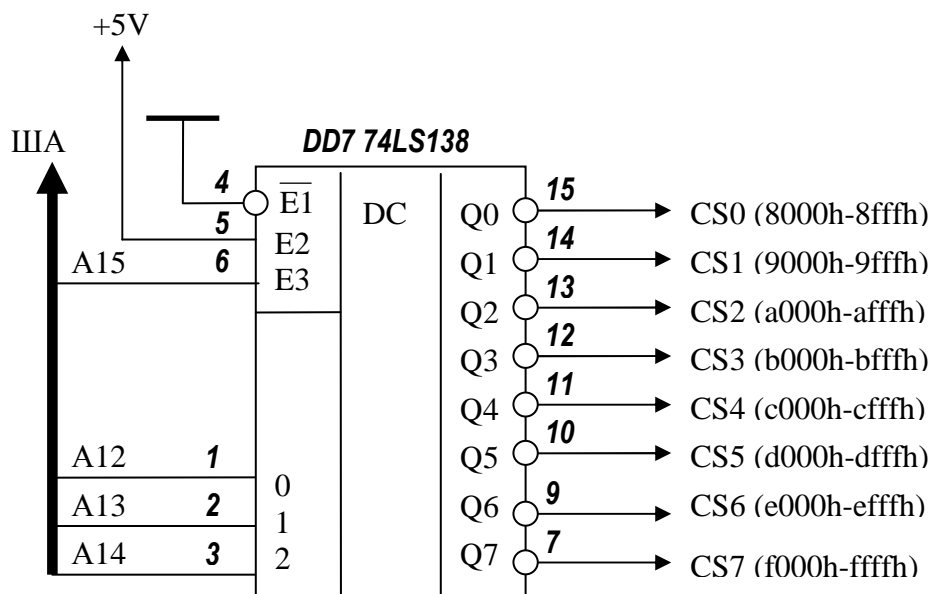 +5V
ША
DD7 74LS138
4
E1
DC
Q0
15
CS0 (8000h-8fffh)
5
E2
Q1
14
CS1 (9000h-9fffh)
A15
6
E3
Q2
13
CS2 (a000h-afffh)
Q3
12
CS3 (b000h-bfffh)
Q4
11
CS4 (c000h-cfffh)
Q5
10
CS5 (d000h-dfffh)
A12
1
0
Q6
9
CS6 (e000h-efffh)
A13
2
1
Q7
7
CS7 (f000h-ffffh)
A14
3
2